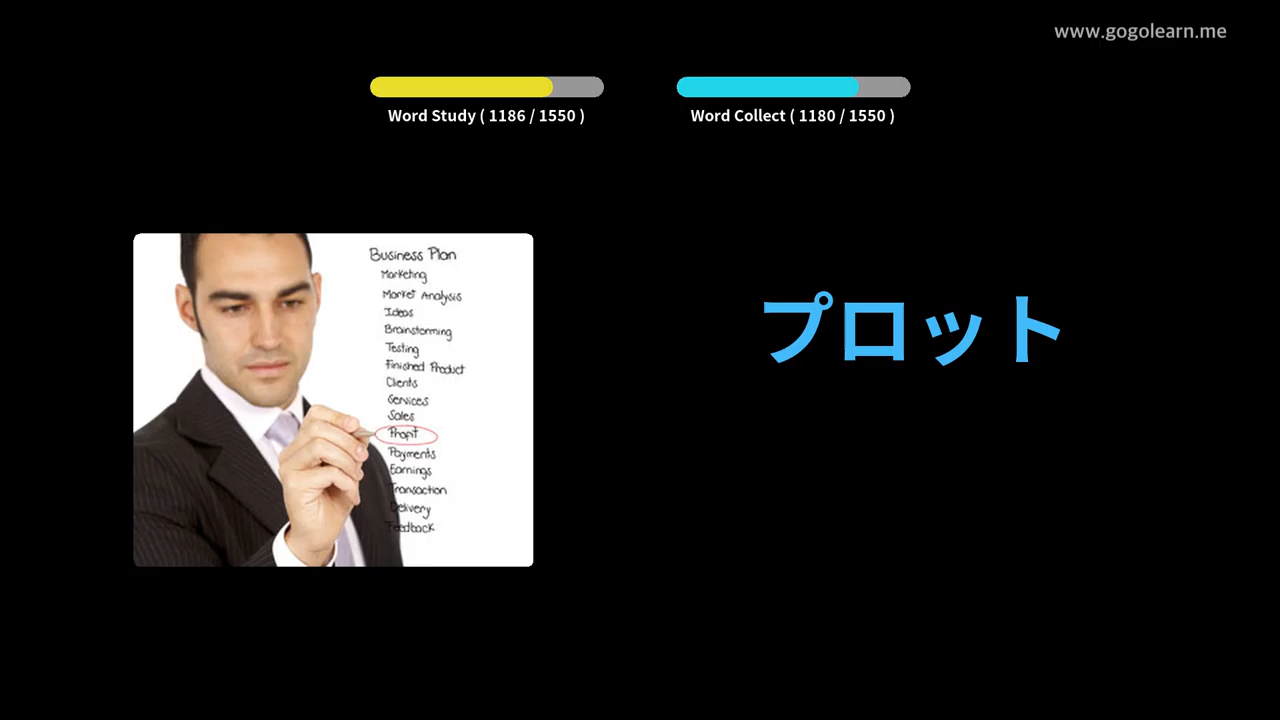 www.gogolearn.me
Word Study ( 1186 / 1550 )
Word Collect ( 1180 / 1550 )
Business Plan
Marketing
Market Analysis
Ideas
Brainstorming
Testing
Finished Product
Clients
Services
Sales
Profit
Payments
Earnings
Transaction
Delivery
Feedback
プロット